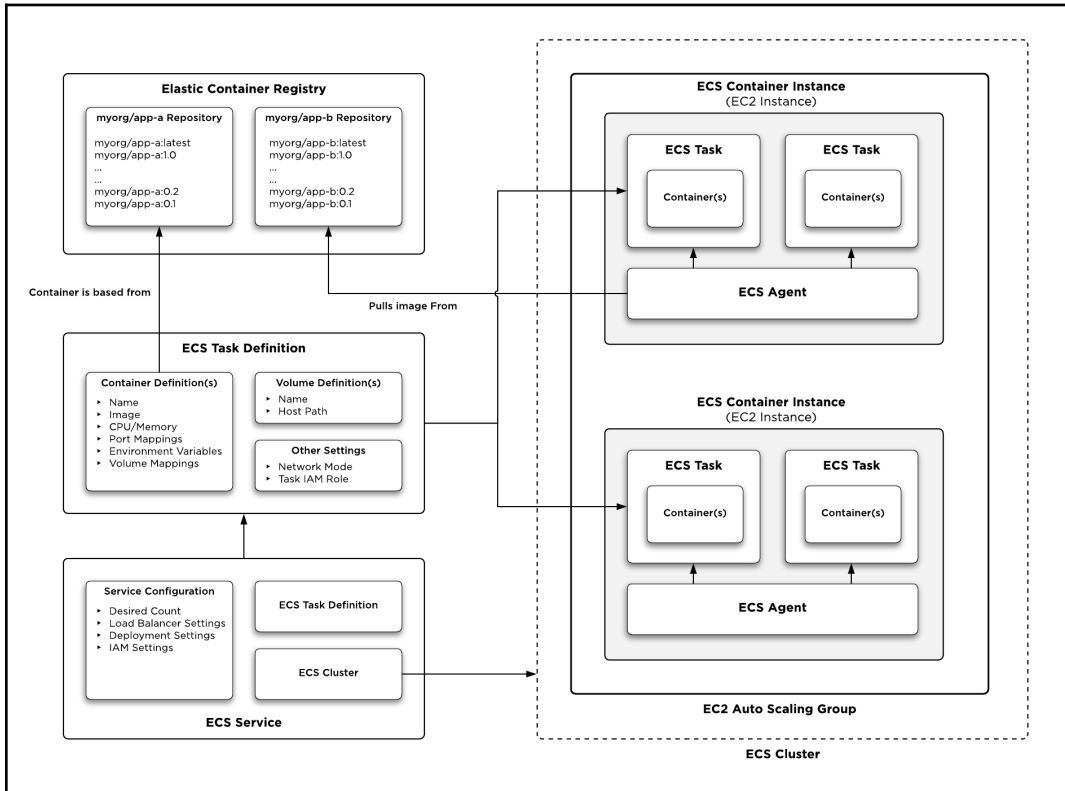 Elastic Container Registry
myorg/app-a Repository
myorg/app-a:latest
myorg/app-a:1.0
...
...
myorg/app-a:0.2
myorg/app-a:0.1
myorg/app-b Repository
myorg/app-b:latest
myorg/app-b:1.0
...
...
myorg/app-b:0.2
myorg/app-b:0.1
Container is based from
Pulls image From
ECS Task Definition
Container Definition(s)
‣ Name
‣ Image
‣ CPU/Memory
‣ Port Mappings
‣ Environment Variables
‣ Volume Mappings
Volume Definition(s)
‣ Name
‣ Host Path
Other Settings
‣ Network Mode
‣ Task IAM Role
Service Configuration
‣ Desired Count
‣ Load Balancer Settings
‣ Deployment Settings
‣ IAM Settings
ECS Task Definition
ECS Cluster
ECS Service
ECS Container Instance
(EC2 Instance)
ECS Task
Container(s)
ECS Task
Container(s)
ECS Agent
ECS Container Instance
(EC2 Instance)
ECS Task
Container(s)
ECS Task
Container(s)
ECS Agent
EC2 Auto Scaling Group
ECS Cluster